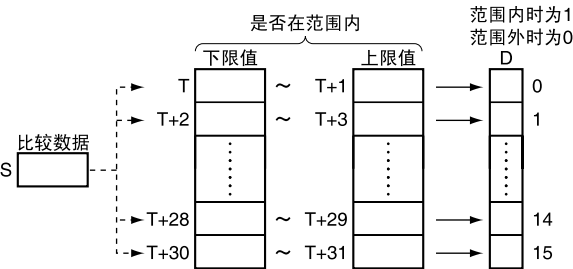 范围内时为1
是否在范围内
范围外时为0
下限值 上限值 D
T ~ T+1 0
T+2 ~ T+3 1
比较数据
S
T+28 ~ T+29 14
T+30 ~ T+31 15